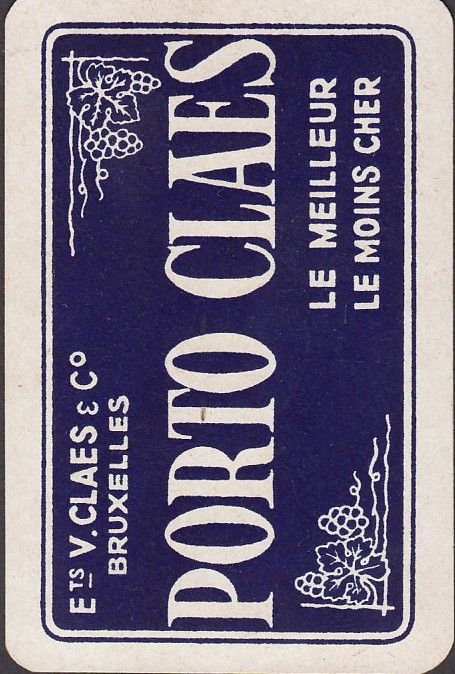 Ets V. CLAES & Co
BRUXELLES
PORTO CLAES
LE MEILLEUR
LE MOINS CHER